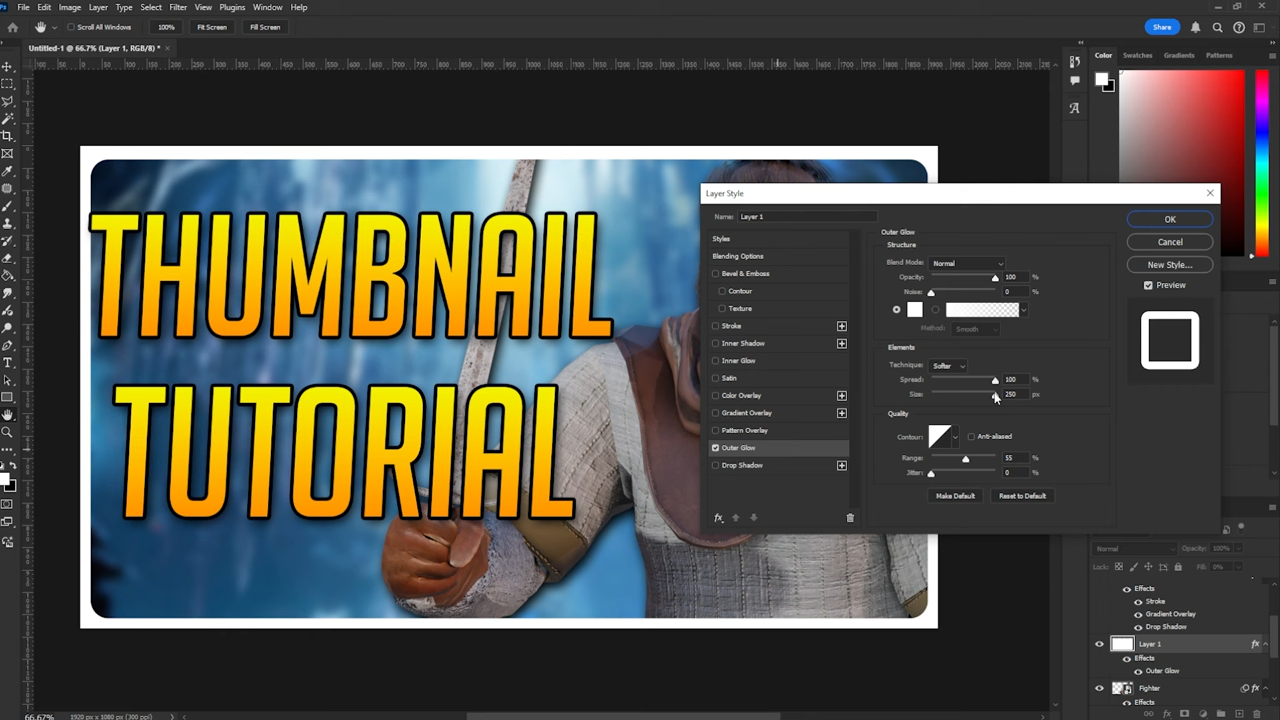 Ps File Edit Image Layer Type Select Filter View Plugins Window Help
Scroll All Windows 100% Fit Screen Fill Screen Share
Untitled-1 @ 66.7% (Layer 1, RGB/8) *
THUMBNAIL
TUTORIAL
Layer Style
Name: Layer 1
Styles
Blending Options
Bevel & Emboss
Contour
Texture
Stroke
Inner Shadow
Inner Glow
Satin
Color Overlay
Gradient Overlay
Pattern Overlay
Outer Glow
Drop Shadow
fx
Outer Glow
Structure
Blend Mode: Normal
Opacity: 100 %
Noise: 0 %
Method: Smooth
Elements
Technique: Softer
Spread: 100 %
Size: 250 px
Quality
Contour: Anti-aliased
Range: 55 %
Jitter: 0 %
Make Default Reset to Default
OK
Cancel
New Style...
Preview
Color Swatches Gradients Patterns
Normal Opacity: 100%
Lock: Fill: 0%
Effects
Stroke
Gradient Overlay
Drop Shadow
Layer 1 fx
Effects
Outer Glow
Fighter fx
Effects
66.67% 1920 px x 1080 px (300 ppi)